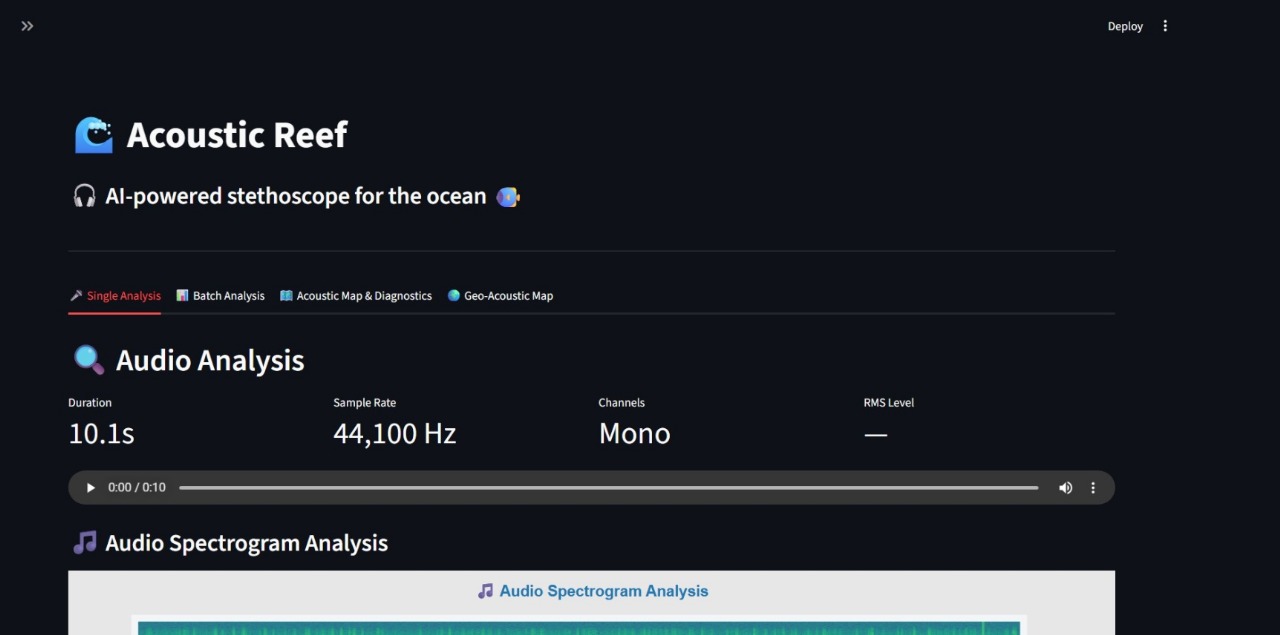 Deploy
Acoustic Reef
AI-powered stethoscope for the ocean
Single Analysis Batch Analysis Acoustic Map & Diagnostics Geo-Acoustic Map
Audio Analysis
Duration Sample Rate Channels RMS Level
10.1s 44,100 Hz Mono —
0:00 / 0:10
Audio Spectrogram Analysis
Audio Spectrogram Analysis